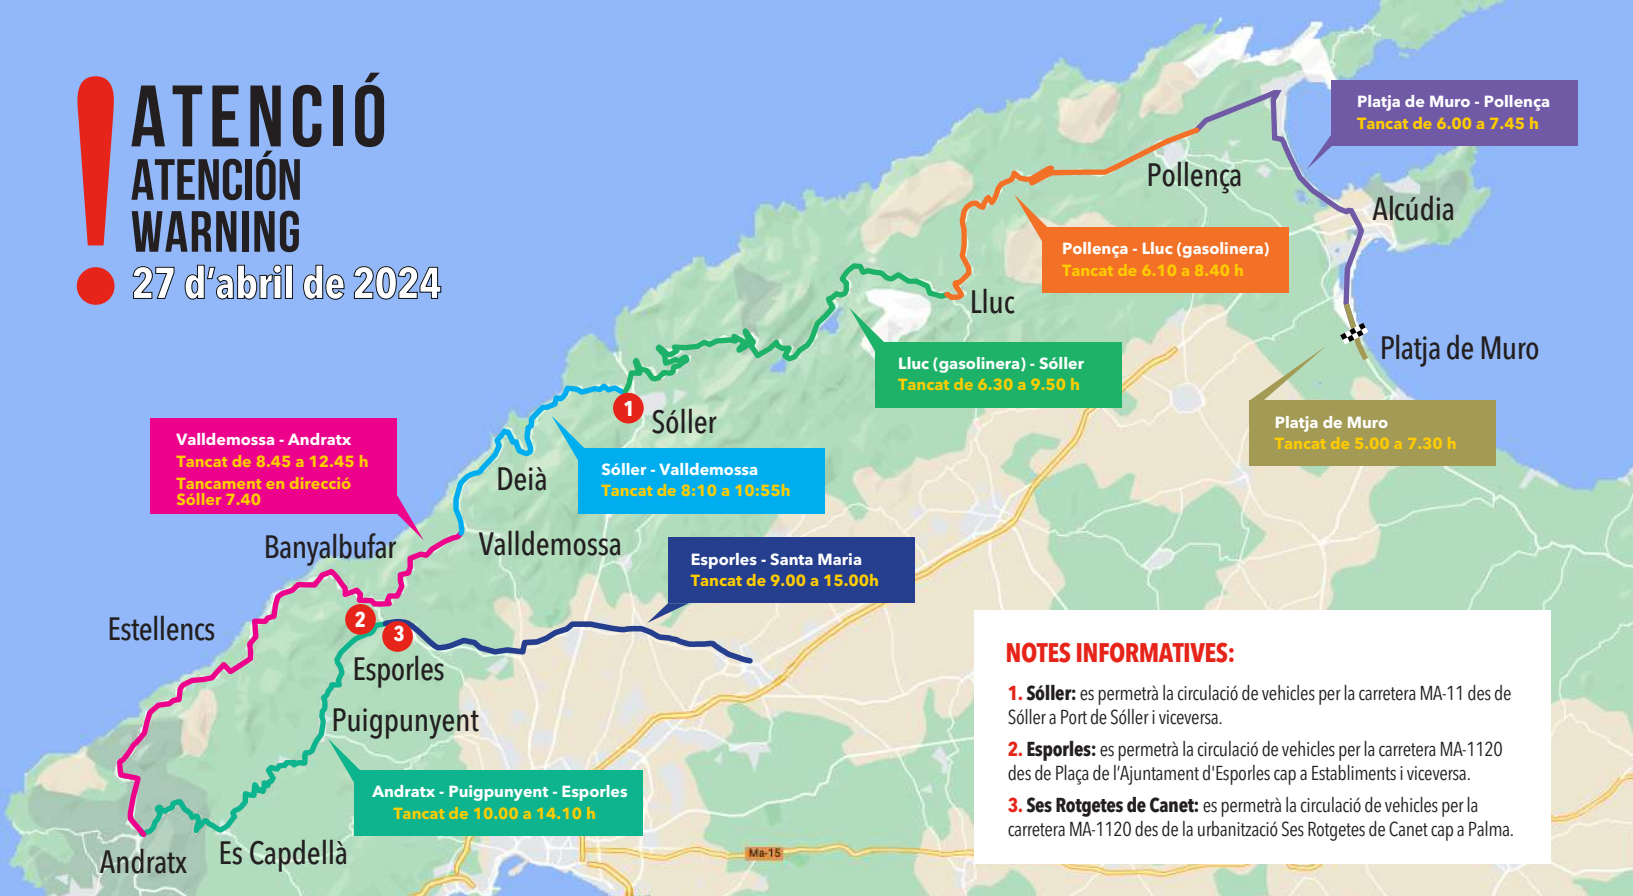 ATENCIÓ
ATENCIÓN
WARNING
27 d'abril de 2024
Platja de Muro - Pollença
Tancat de 6.00 a 7.45 h
Pollença
Alcúdia
Pollença - Lluc (gasolinera)
Tancat de 6.10 a 8.40 h
Lluc
Platja de Muro
Lluc (gasolinera) - Sóller
Tancat de 6.30 a 9.50 h
Platja de Muro
Tancat de 5.00 a 7.30 h
1
Sóller
Valldemossa - Andratx
Tancat de 8.45 a 12.45 h
Tancament en direcció
Sóller 7.40
Sóller - Valldemossa
Tancat de 8:10 a 10:55h
Deià
Valldemossa
Banyalbufar
Esporles - Santa Maria
Tancat de 9.00 a 15.00h
Estellencs
2
3
Esporles
Puigpunyent
Andratx - Puigpunyent - Esporles
Tancat de 10.00 a 14.10 h
Andratx
Es Capdellà
Ma-15
NOTES INFORMATIVES:
1. Sóller: es permetrà la circulació de vehicles per la carretera MA-11 des de
Sóller a Port de Sóller i viceversa.
2. Esporles: es permetrà la circulació de vehicles per la carretera MA-1120
des de Plaça de l'Ajuntament d'Esporles cap a Establiments i viceversa.
3. Ses Rotgetes de Canet: es permetrà la circulació de vehicles per la
carretera MA-1120 des de la urbanització Ses Rotgetes de Canet cap a Palma.